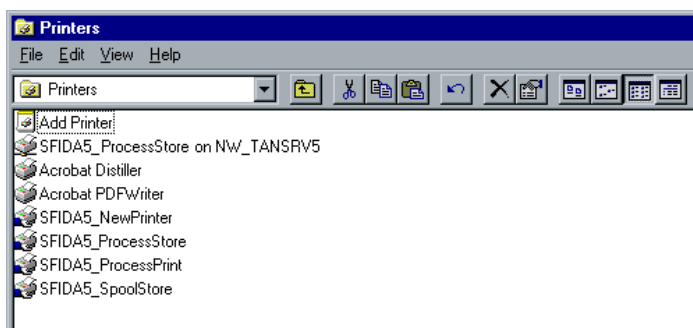 Printers
File Edit View Help
Printers
Add Printer
SFIDA5_ProcessStore on NW_TANSRV5
Acrobat Distiller
Acrobat PDFWriter
SFIDA5_NewPrinter
SFIDA5_ProcessStore
SFIDA5_ProcessPrint
SFIDA5_SpoolStore